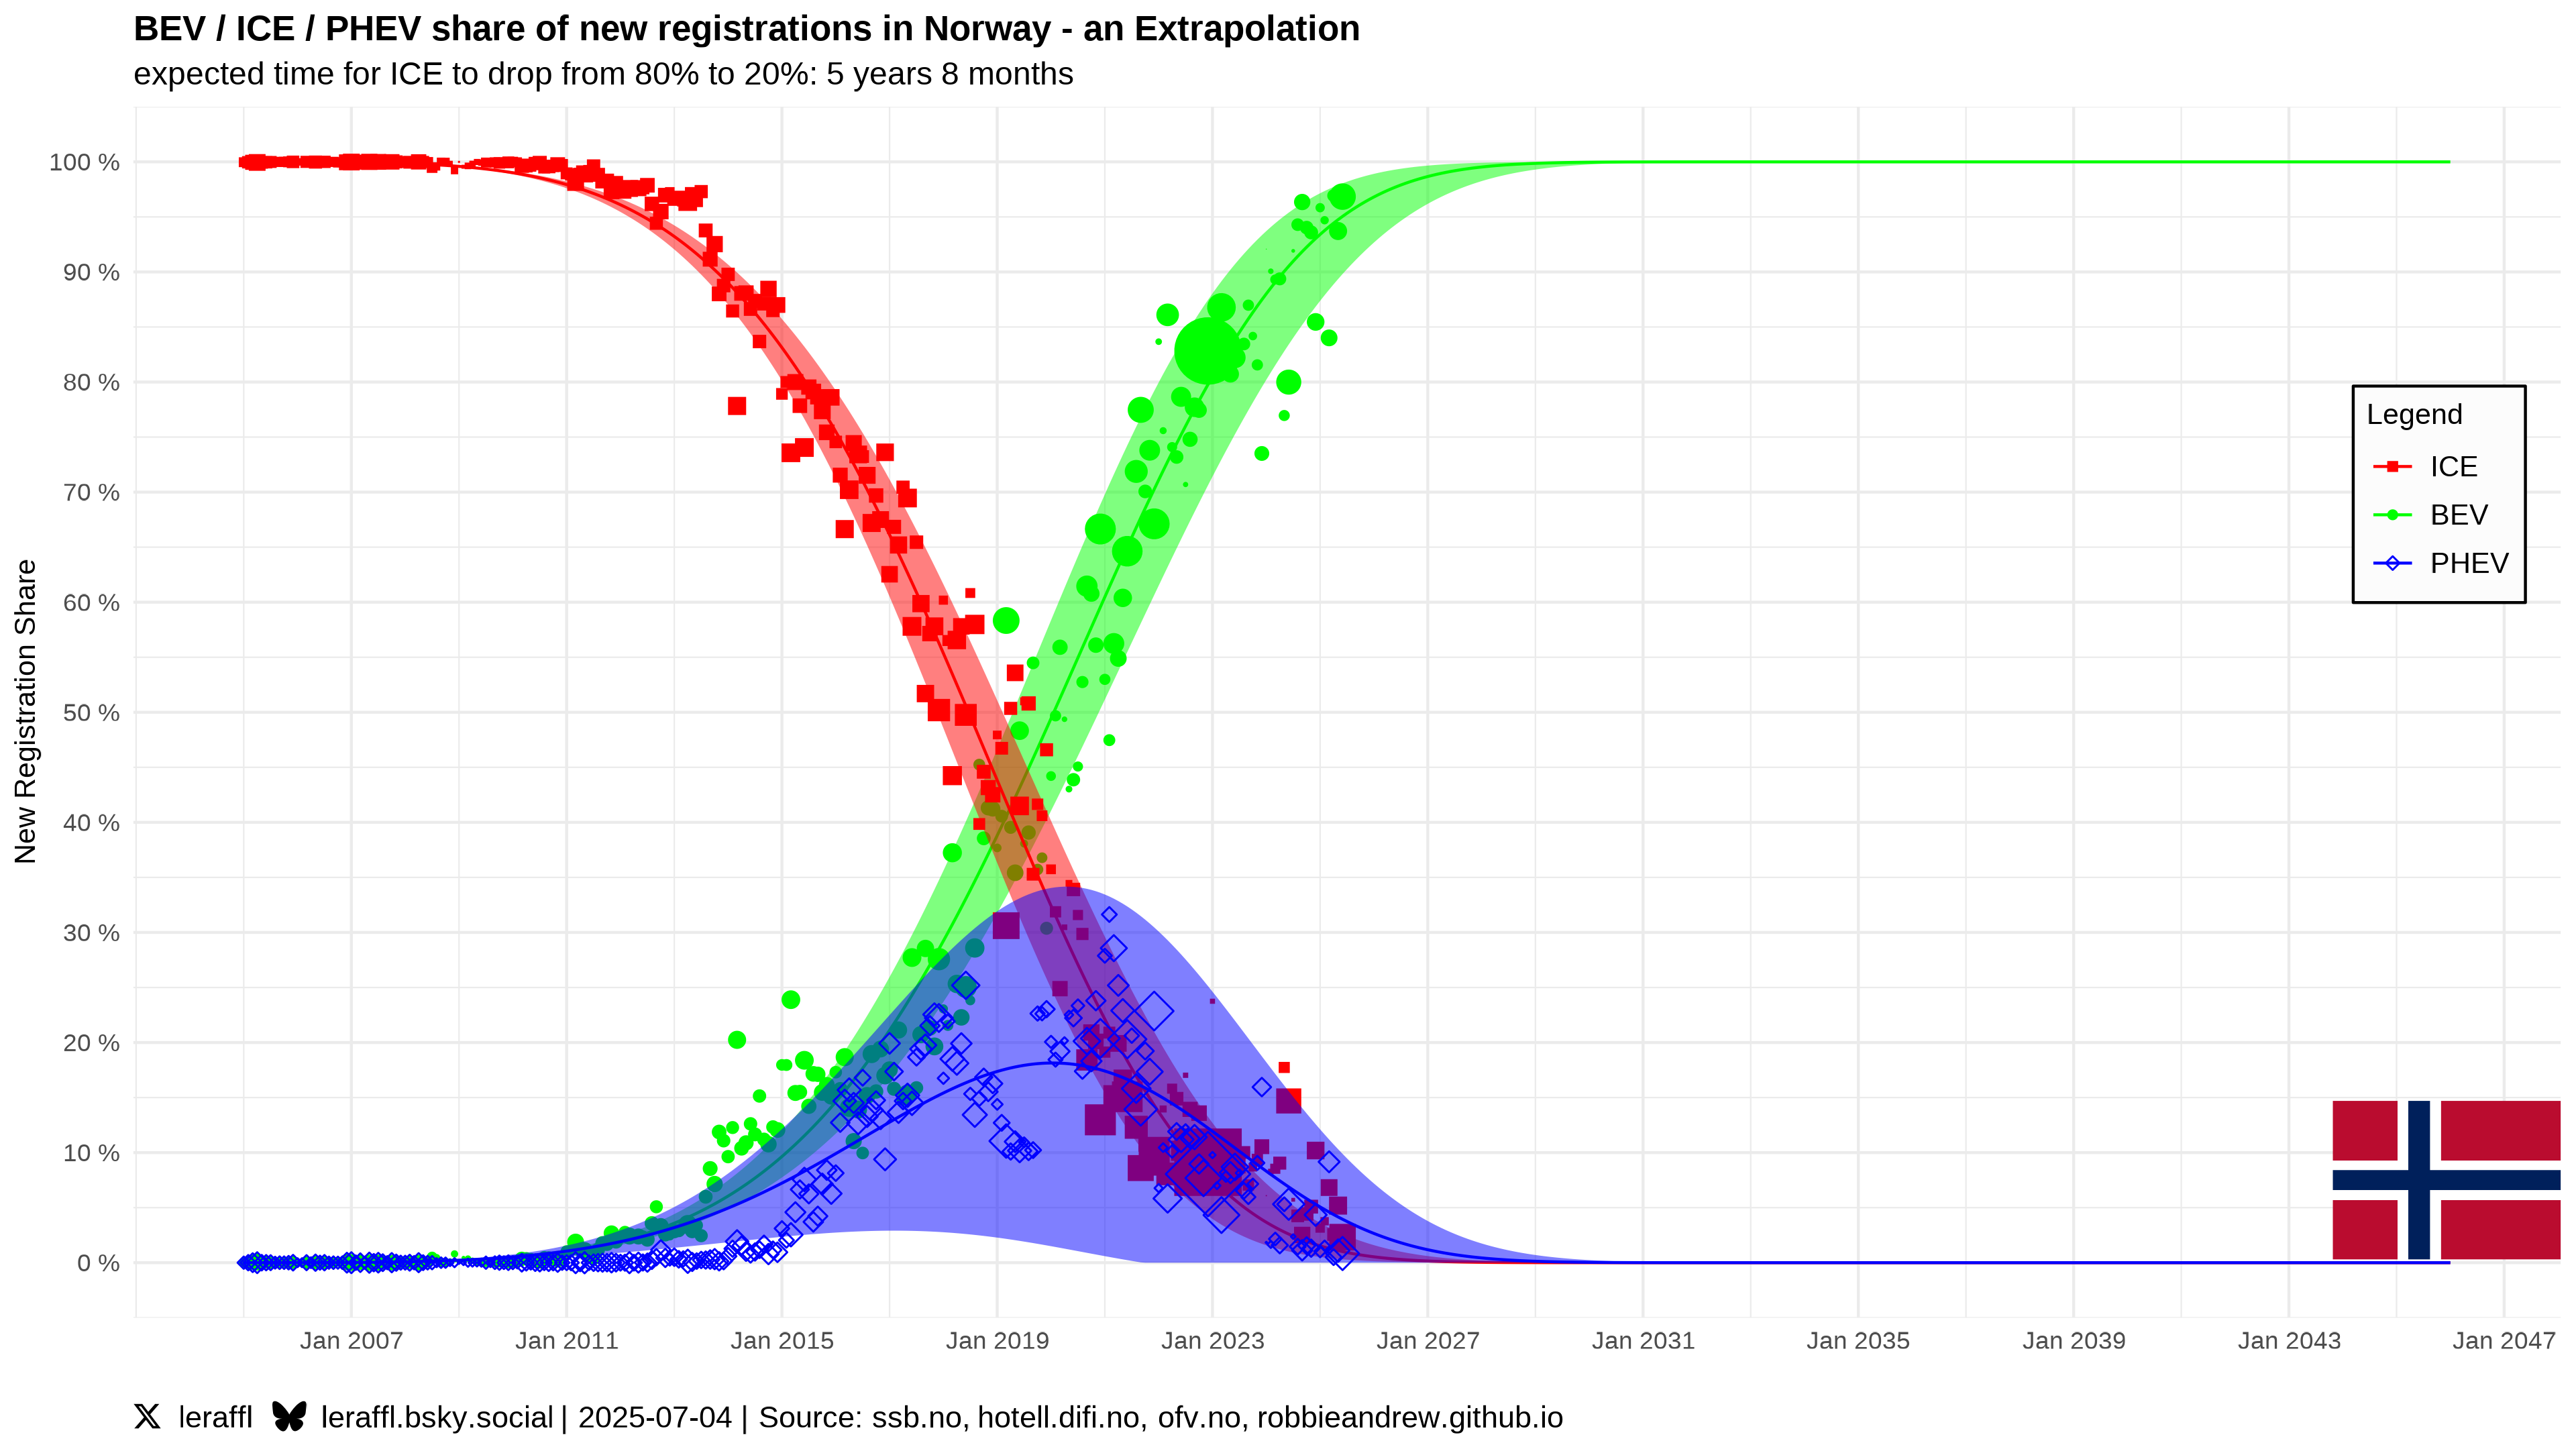 BEV / ICE / PHEV share of new registrations in Norway - an Extrapolation
expected time for ICE to drop from 80% to 20%: 5 years 8 months
New Registration Share
100 %
90 %
80 %
70 %
60 %
50 %
40 %
30 %
20 %
10 %
0 %
Legend
ICE
BEV
PHEV
Jan 2007 Jan 2011 Jan 2015 Jan 2019 Jan 2023 Jan 2027 Jan 2031 Jan 2035 Jan 2039 Jan 2043 Jan 2047
leraffl leraffl.bsky.social | 2025-07-04 | Source: ssb.no, hotell.difi.no, ofv.no, robbieandrew.github.io